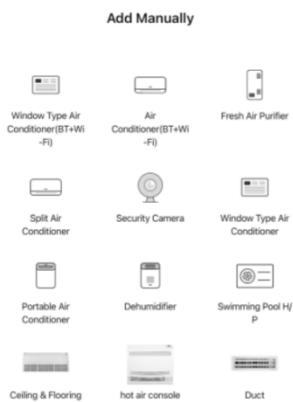 Add Manually
Window Type Air
Conditioner(BT+Wi
-Fi)
Air
Conditioner(BT+Wi
-Fi)
Fresh Air Purifier
Split Air
Conditioner
Security Camera
Window Type Air
Conditioner
Portable Air
Conditioner
Dehumidifier
Swimming Pool H/
P
Ceiling & Flooring
hot air console
Duct